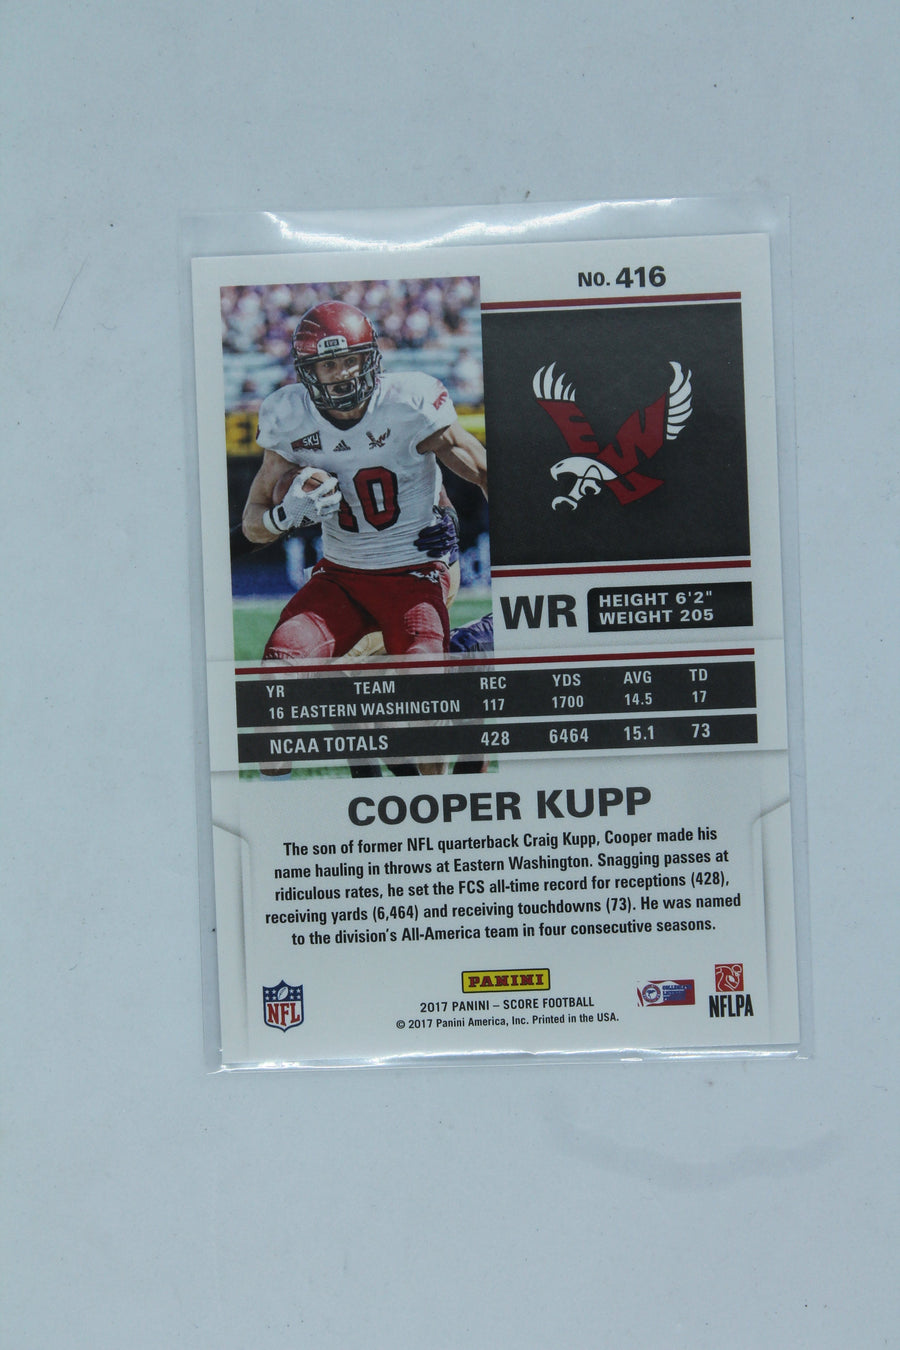 NO. 416
EWU
SKY
10
EWU
WR
HEIGHT 6'2"
WEIGHT 205
YR TEAM REC YDS AVG TD
16 EASTERN WASHINGTON 117 1700 14.5 17
NCAA TOTALS 428 6464 15.1 73
COOPER KUPP
The son of former NFL quarterback Craig Kupp, Cooper made his
name hauling in throws at Eastern Washington. Snagging passes at
ridiculous rates, he set the FCS all-time record for receptions (428),
receiving yards (6,464) and receiving touchdowns (73). He was named
to the division's All-America team in four consecutive seasons.
NFL
PANINI
2017 PANINI – SCORE FOOTBALL
© 2017 Panini America, Inc. Printed in the USA.
NFLPA